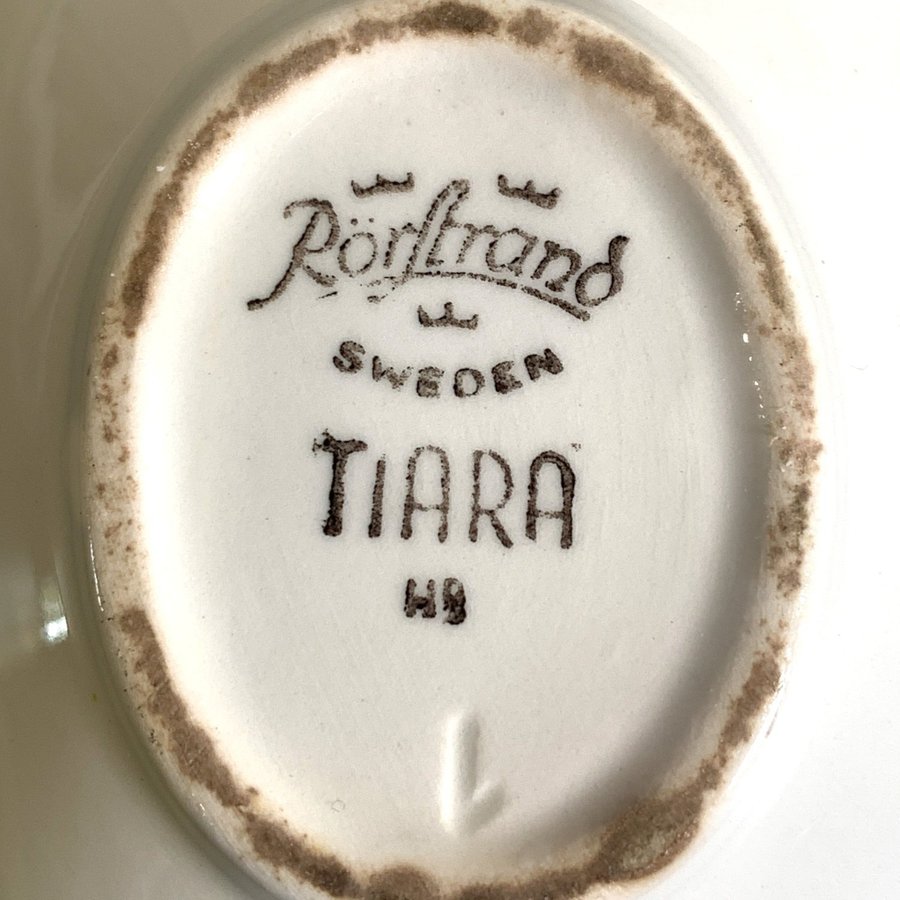 Rörstrand
SWEDEN
TIARA
HB